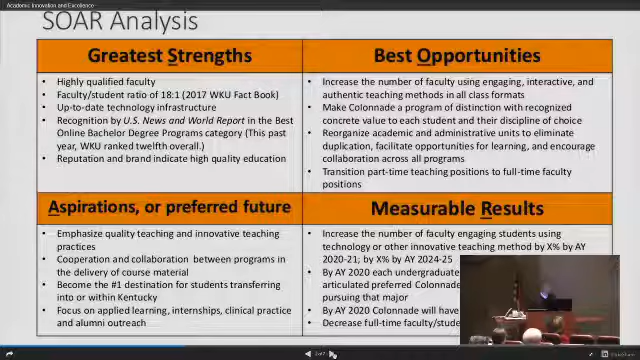 Academic Innovation and Excellence
SOAR Analysis
Greatest Strengths
• Highly qualified faculty
• Faculty/student ratio of 18:1 (2017 WKU Fact Book)
• Up-to-date technology infrastructure
• Recognition by U.S. News and World Report in the Best
Online Bachelor Degree Programs category (This past
year, WKU ranked twelfth overall.)
• Reputation and brand indicate high quality education
Best Opportunities
• Increase the number of faculty using engaging, interactive, and
authentic teaching methods in all class formats
• Make Colonnade a program of distinction with recognized
concrete value to each student and their discipline of choice
• Reorganize academic and administrative units to eliminate
duplication, facilitate opportunities for learning, and encourage
collaboration across all programs
• Transition part-time teaching positions to full-time faculty
positions
Aspirations, or preferred future
• Emphasize quality teaching and innovative teaching
practices
• Cooperation and collaboration between programs in
the delivery of course material
• Become the #1 destination for students transferring
into or within Kentucky
• Focus on applied learning, internships, clinical practice
and alumni outreach
Measurable Results
• Increase the number of faculty engaging students using
technology or other innovative teaching method by X% by AY
2020-21; by X% by AY 2024-25
• By AY 2020 each undergraduate
articulated preferred Colonnade
pursuing that major
• By AY 2020 Colonnade will have
• Decrease full-time faculty/stude